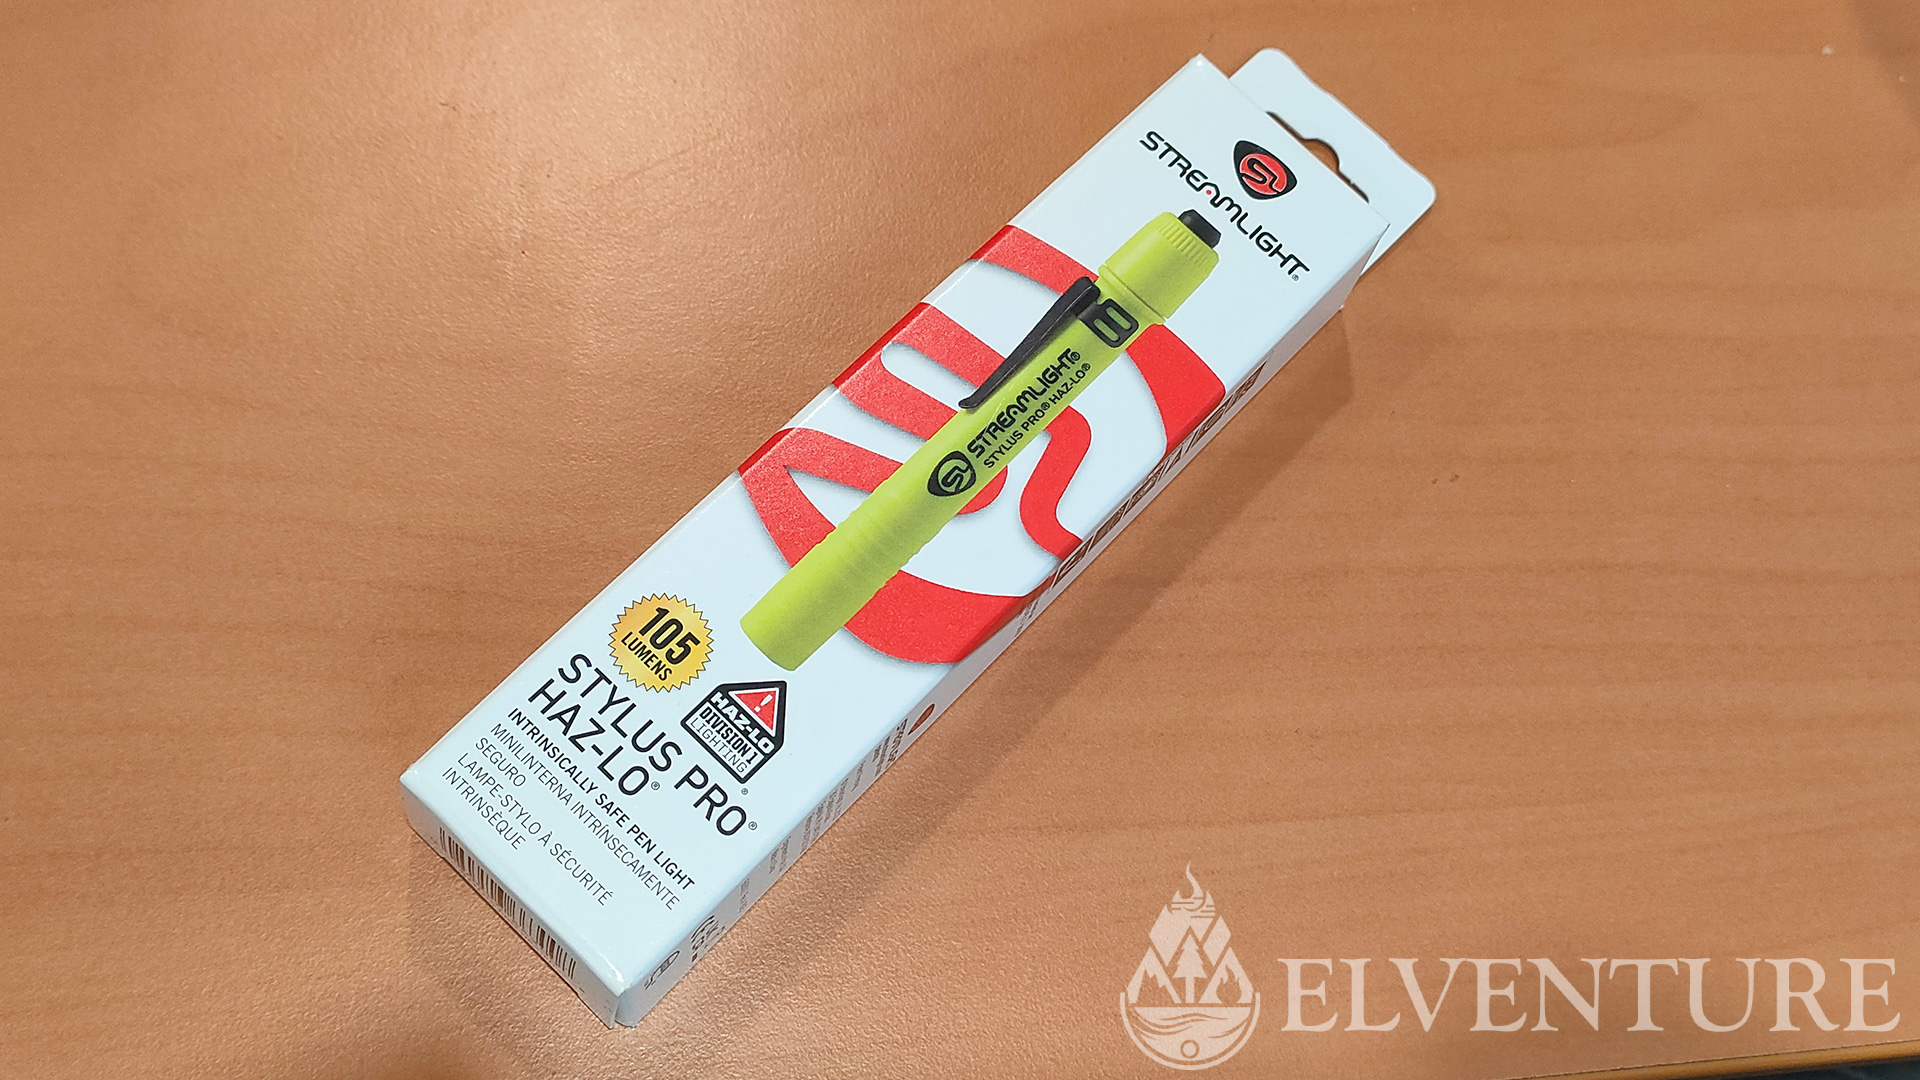 STREAMLIGHT®
STREAMLIGHT®
STYLUS PRO® HAZ-LO®
105
LUMENS
HAZ-LO
DIVISION 1
LIGHTING
®
STYLUS PRO®
HAZ-LO®
INTRINSICALLY SAFE PEN LIGHT
MINILINTERNA INTRÍNSECAMENTE
SEGURO
LAMPE-STYLO À SÉCURITÉ
INTRINSÈQUE
ELVENTURE